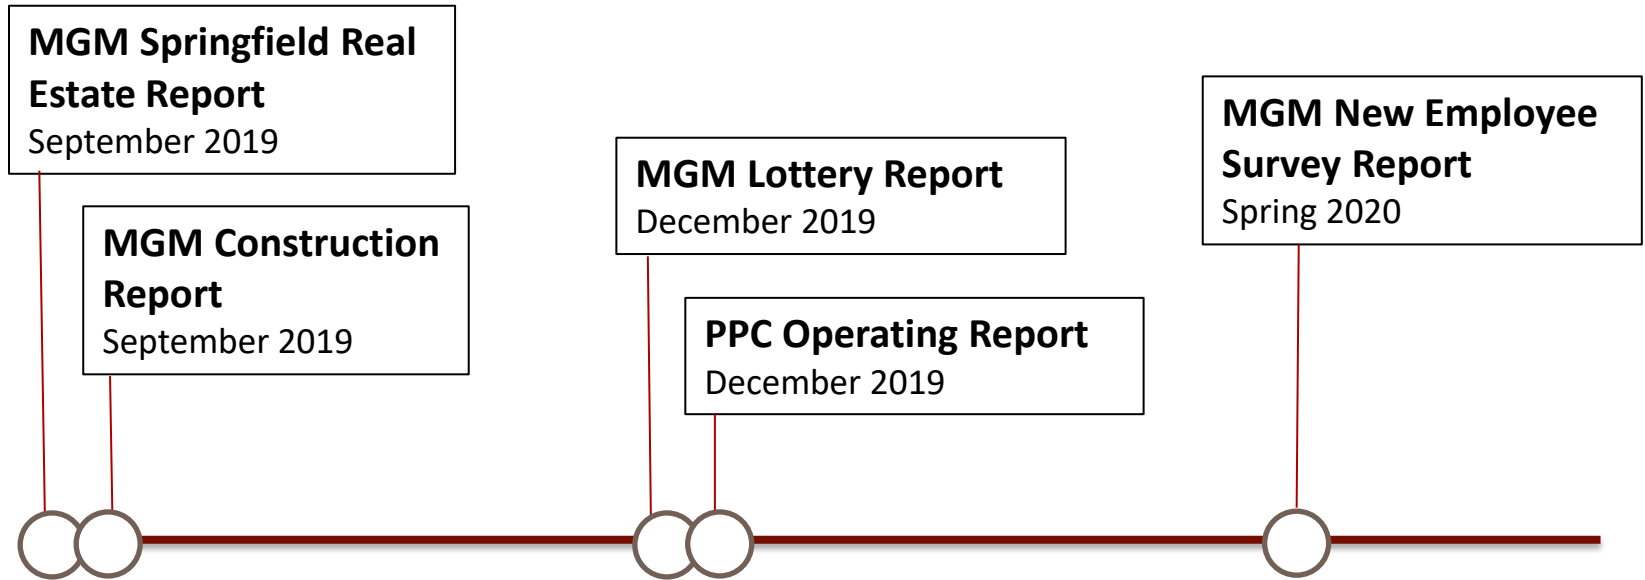 MGM Springfield Real
Estate Report
September 2019
MGM Construction
Report
September 2019
MGM Lottery Report
December 2019
PPC Operating Report
December 2019
MGM New Employee
Survey Report
Spring 2020